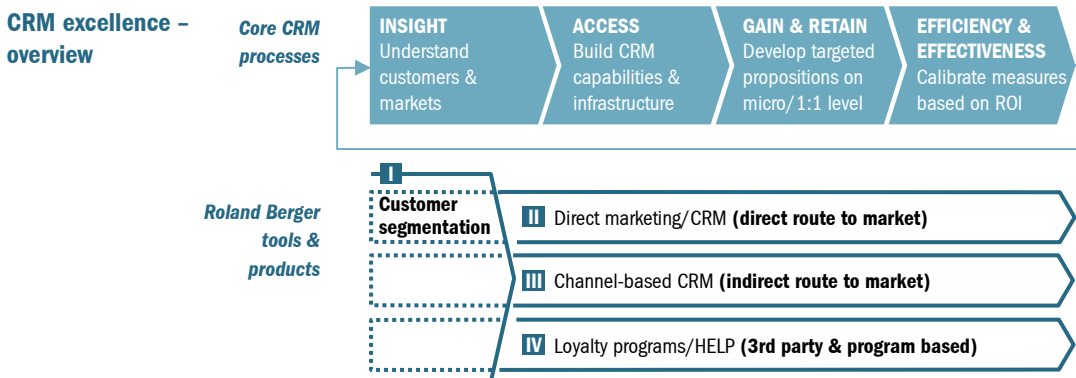 CRM excellence –
overview
Core CRM
processes
INSIGHT
Understand
customers &
markets
ACCESS
Build CRM
capabilities &
infrastructure
GAIN & RETAIN
Develop targeted
propositions on
micro/1:1 level
EFFICIENCY &
EFFECTIVENESS
Calibrate measures
based on ROI
Roland Berger
tools &
products
I
Customer
segmentation
II Direct marketing/CRM (direct route to market)
III Channel-based CRM (indirect route to market)
IV Loyalty programs/HELP (3rd party & program based)